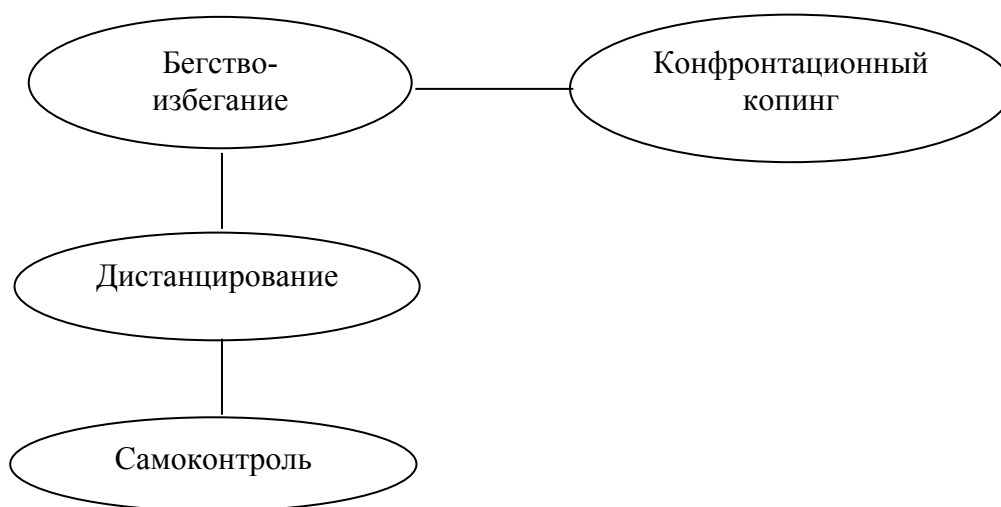 Бегство-
избегание
Конфронтационный
копинг
Дистанцирование
Самоконтроль